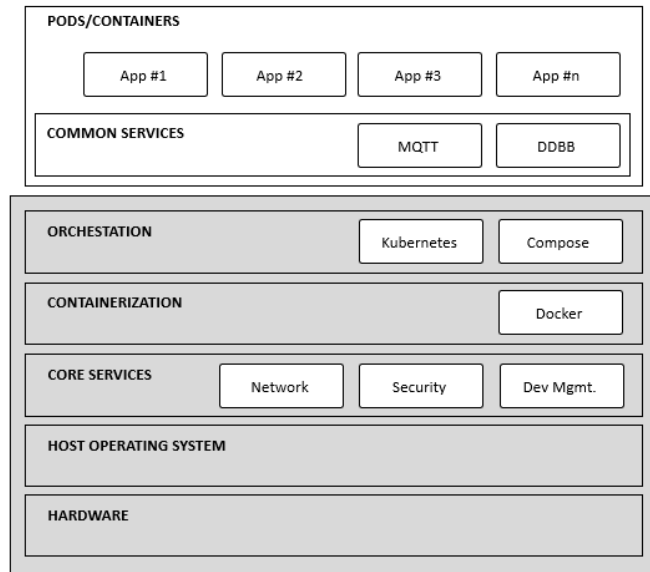 PODS/CONTAINERS
App #1
App #2
App #3
App #n
COMMON SERVICES
MQTT
DDBB
ORCHESTATION
Kubernetes
Compose
CONTAINERIZATION
Docker
CORE SERVICES
Network
Security
Dev Mgmt.
HOST OPERATING SYSTEM
HARDWARE